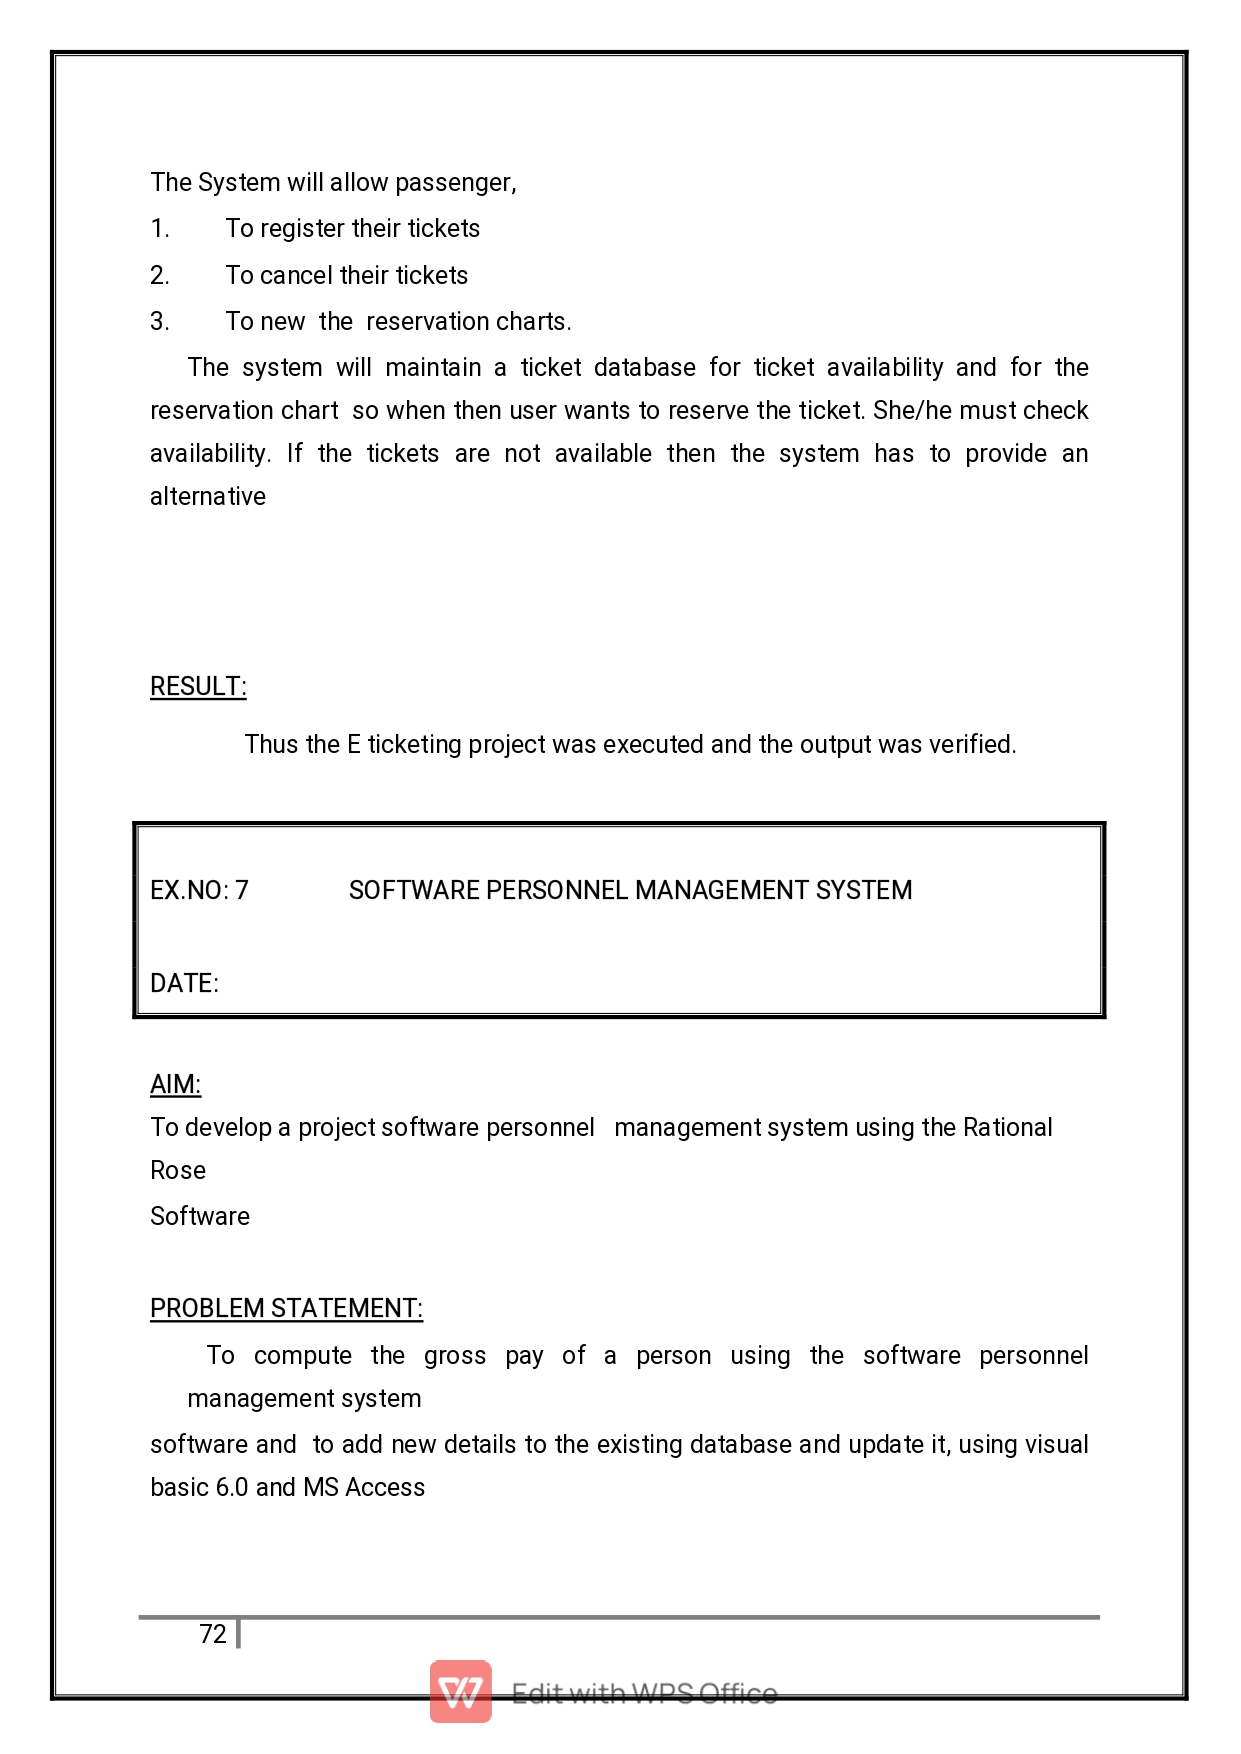 The System will allow passenger,
1. To register their tickets
2. To cancel their tickets
3. To new the reservation charts.
The system will maintain a ticket database for ticket availability and for the
reservation chart so when then user wants to reserve the ticket. She/he must check
availability. If the tickets are not available then the system has to provide an
alternative
RESULT:
Thus the E ticketing project was executed and the output was verified.
EX.NO: 7 SOFTWARE PERSONNEL MANAGEMENT SYSTEM
DATE:
AIM:
To develop a project software personnel management system using the Rational
Rose
Software
PROBLEM STATEMENT:
To compute the gross pay of a person using the software personnel
management system
software and to add new details to the existing database and update it, using visual
basic 6.0 and MS Access
72
Edit with WPS Office